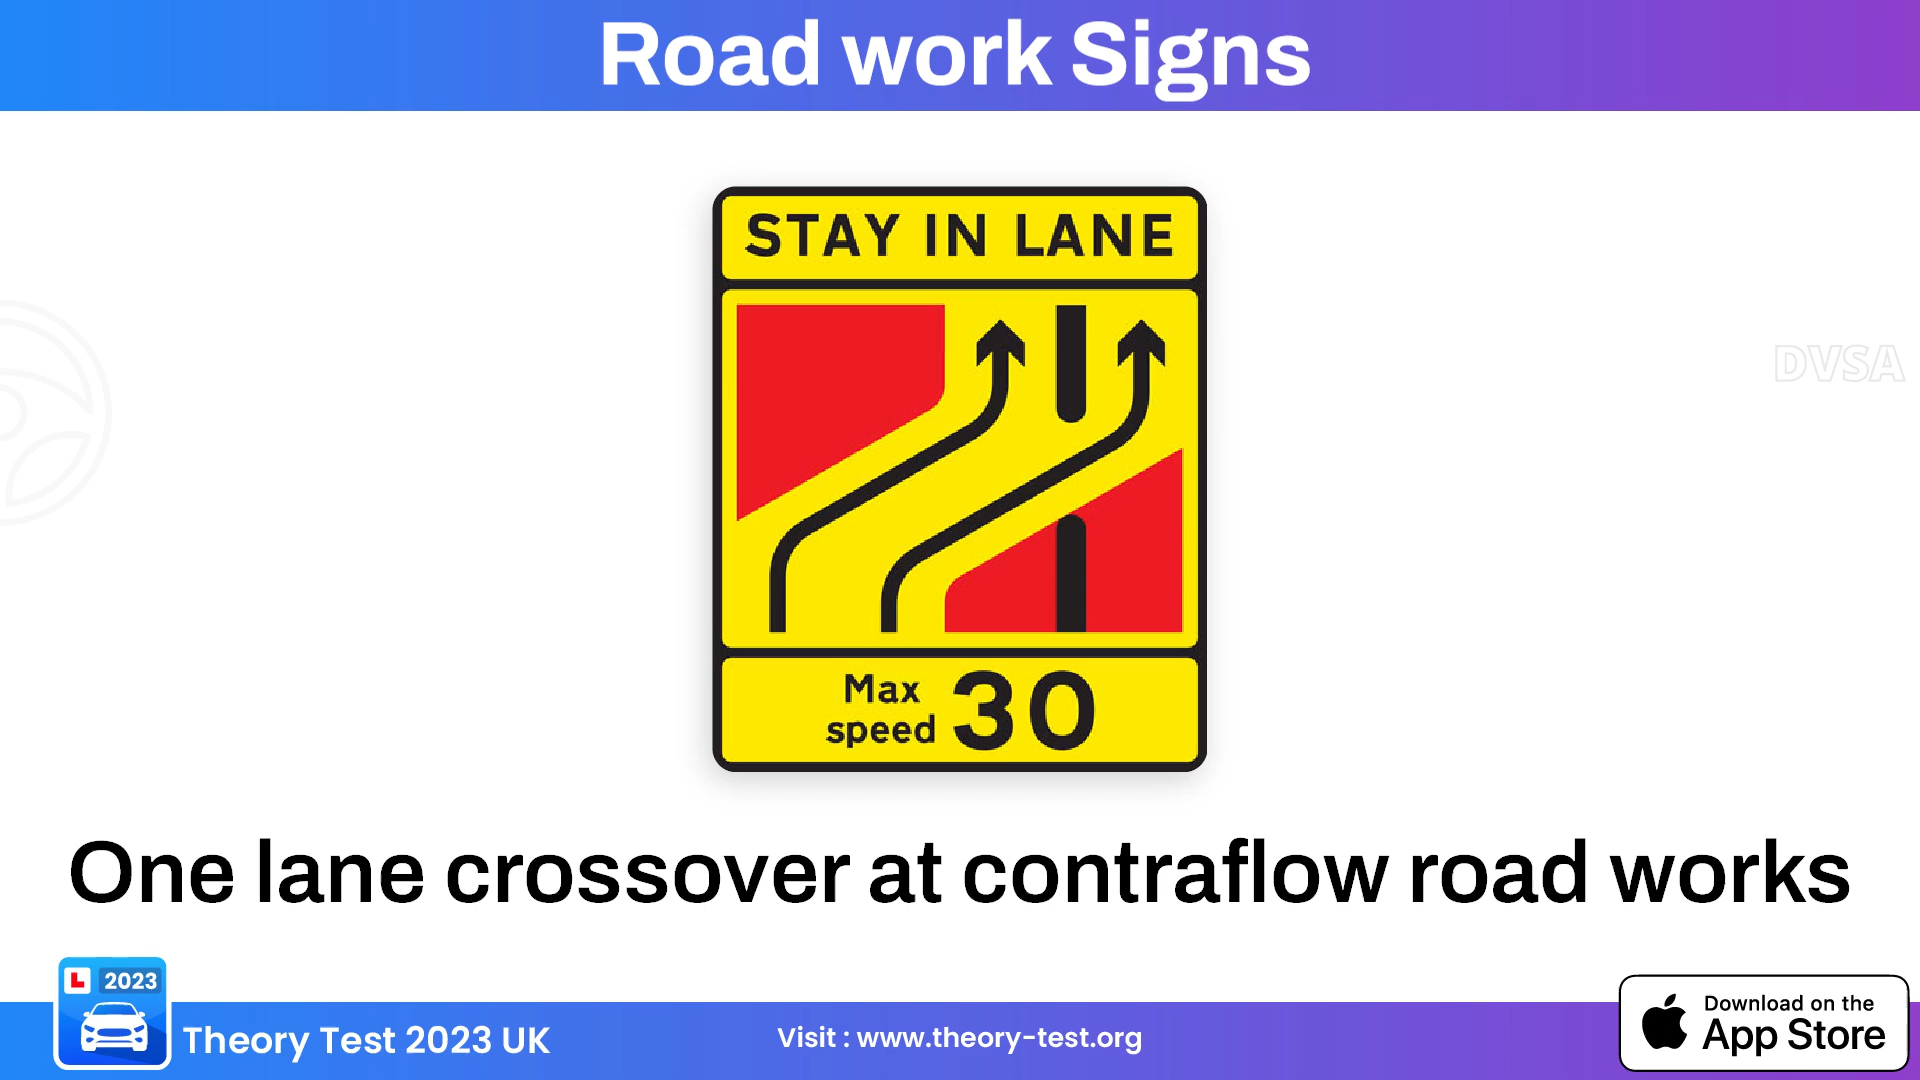 Road work Signs
STAY IN LANE
DVSA
Max
speed 30
One lane crossover at contraflow road works
L 2023
Theory Test 2023 UK
Visit : www.theory-test.org
Download on the
App Store